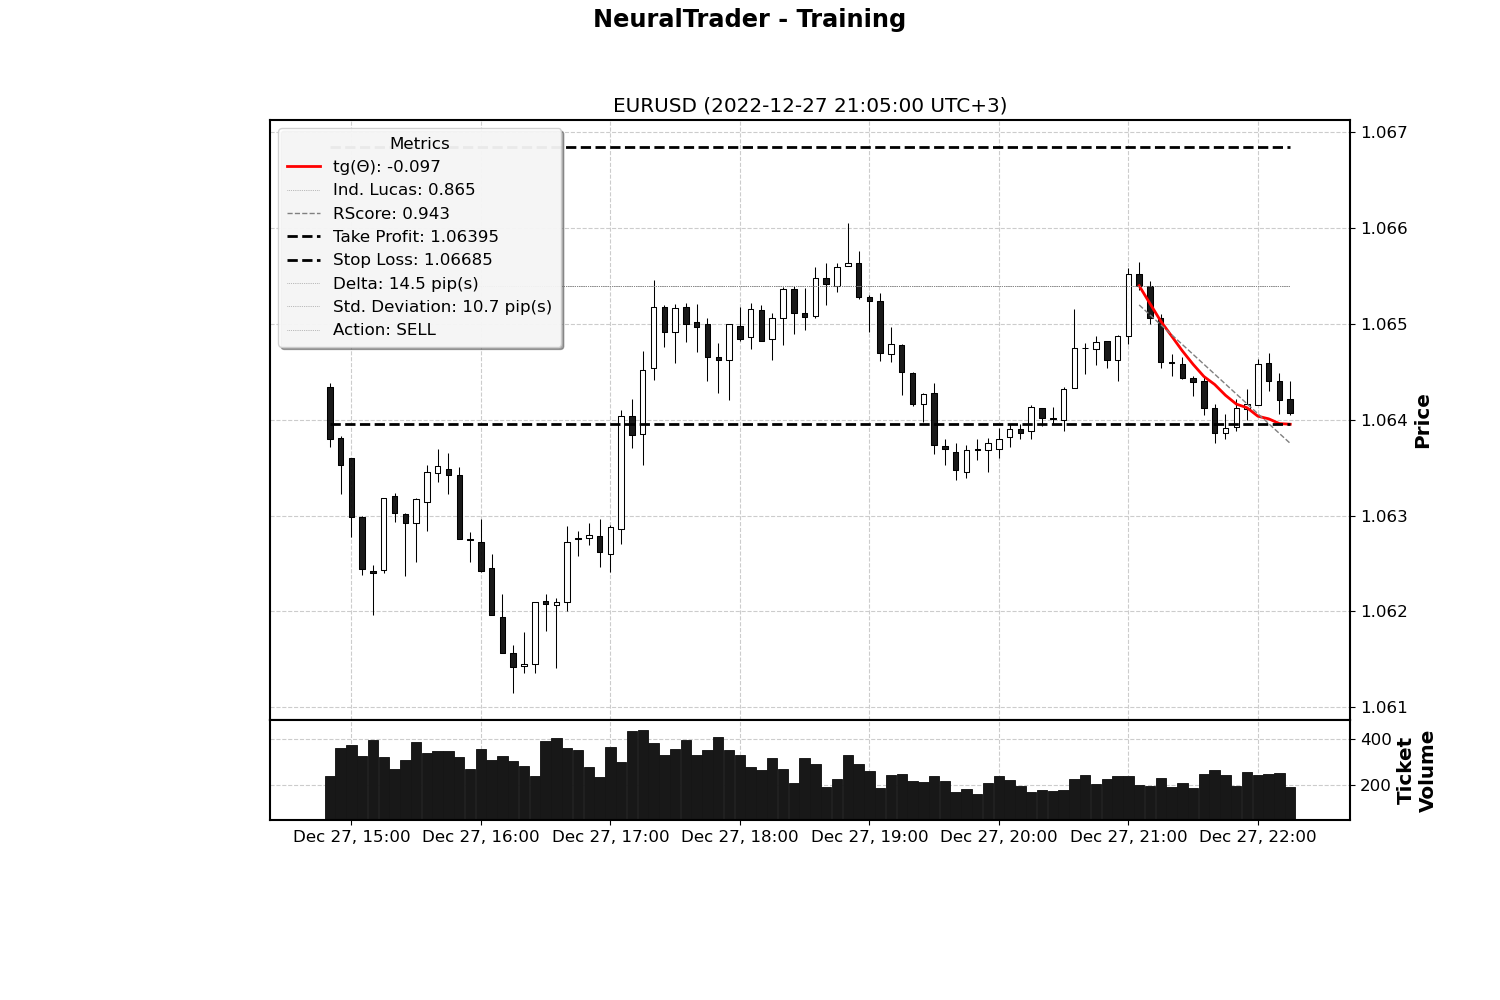 NeuralTrader - Training
EURUSD (2022-12-27 21:05:00 UTC+3)
Metrics
tg(Θ): -0.097
Ind. Lucas: 0.865
RScore: 0.943
Take Profit: 1.06395
Stop Loss: 1.06685
Delta: 14.5 pip(s)
Std. Deviation: 10.7 pip(s)
Action: SELL
1.067
1.066
1.065
1.064
1.063
1.062
1.061
Price
400
200
Ticket
Volume
Dec 27, 15:00 Dec 27, 16:00 Dec 27, 17:00 Dec 27, 18:00 Dec 27, 19:00 Dec 27, 20:00 Dec 27, 21:00 Dec 27, 22:00